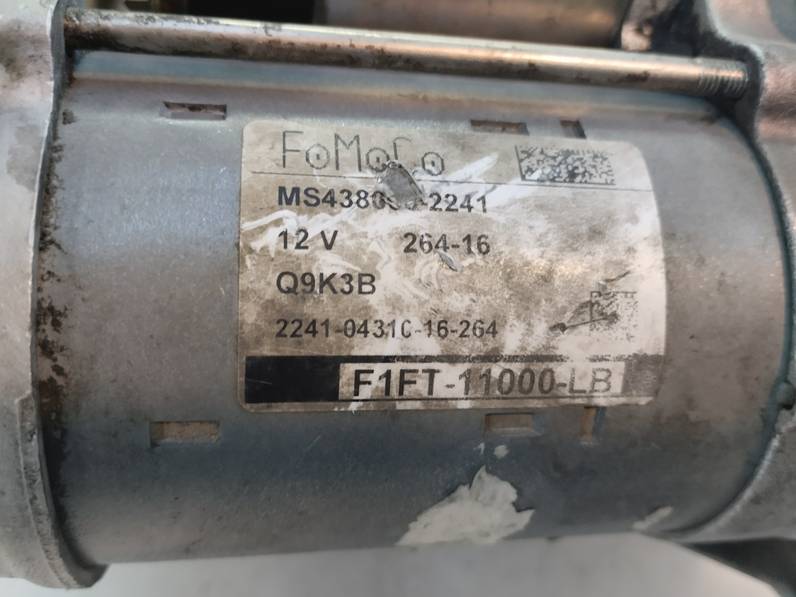 FoMoCo
12 V 264-16
Q9K3B
2241-0431C-16-264
F1FT-11000-LB